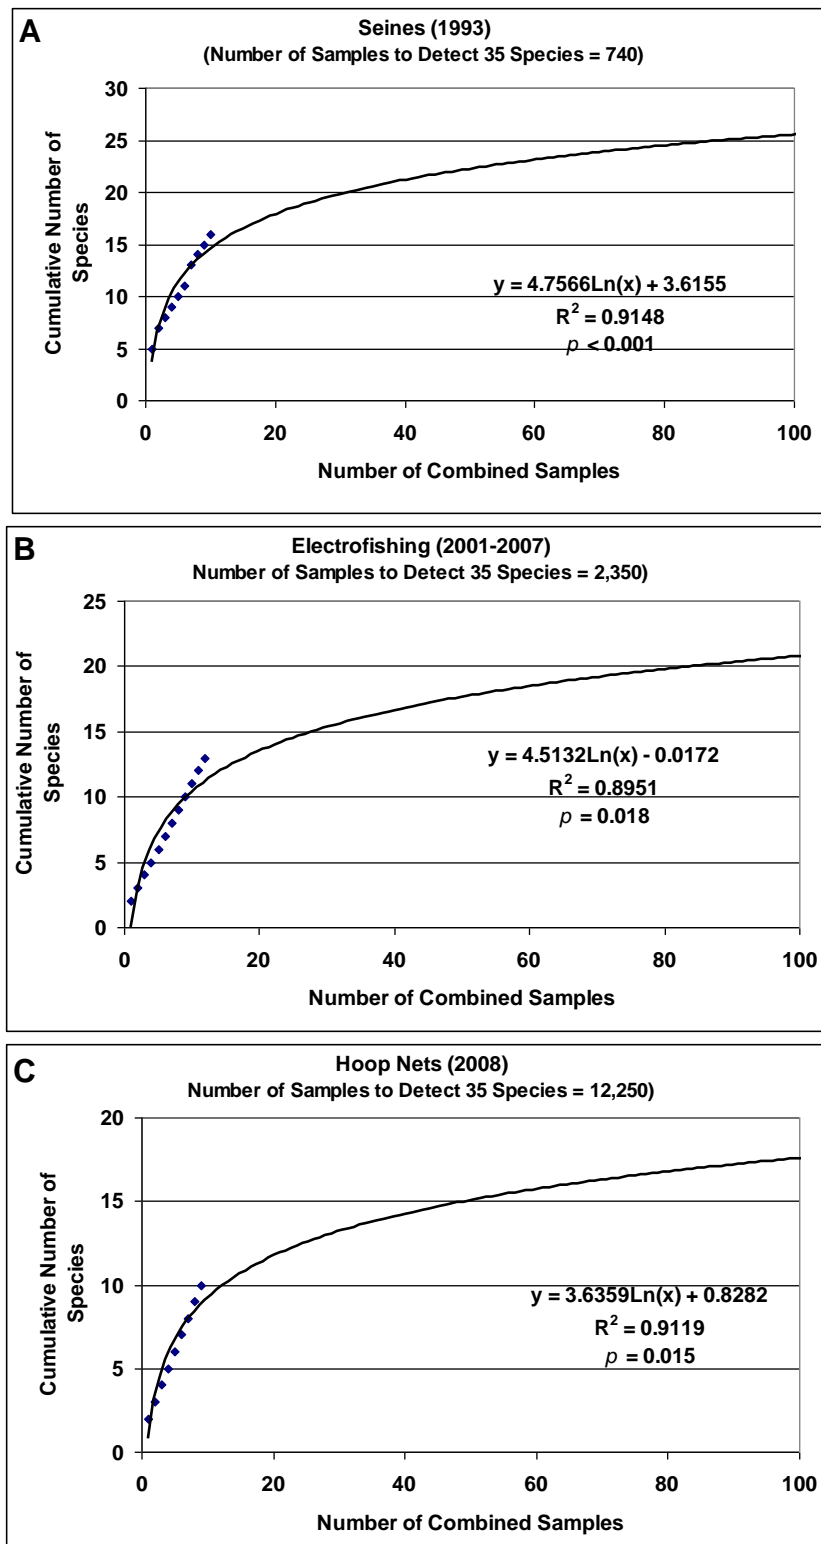 A
Seines (1993)
(Number of Samples to Detect 35 Species = 740)
30
25
20
15
10
5
0
Cumulative Number of
Species
y = 4.7566Ln(x) + 3.6155
R² = 0.9148
p < 0.001
0 20 40 60 80 100
Number of Combined Samples
B
Electrofishing (2001-2007)
Number of Samples to Detect 35 Species = 2,350)
25
20
15
10
5
0
Cumulative Number of
Species
y = 4.5132Ln(x) - 0.0172
R² = 0.8951
p = 0.018
0 20 40 60 80 100
Number of Combined Samples
C
Hoop Nets (2008)
Number of Samples to Detect 35 Species = 12,250)
20
15
10
5
0
Cumulative Number of
Species
y = 3.6359Ln(x) + 0.8282
R² = 0.9119
p = 0.015
0 20 40 60 80 100
Number of Combined Samples